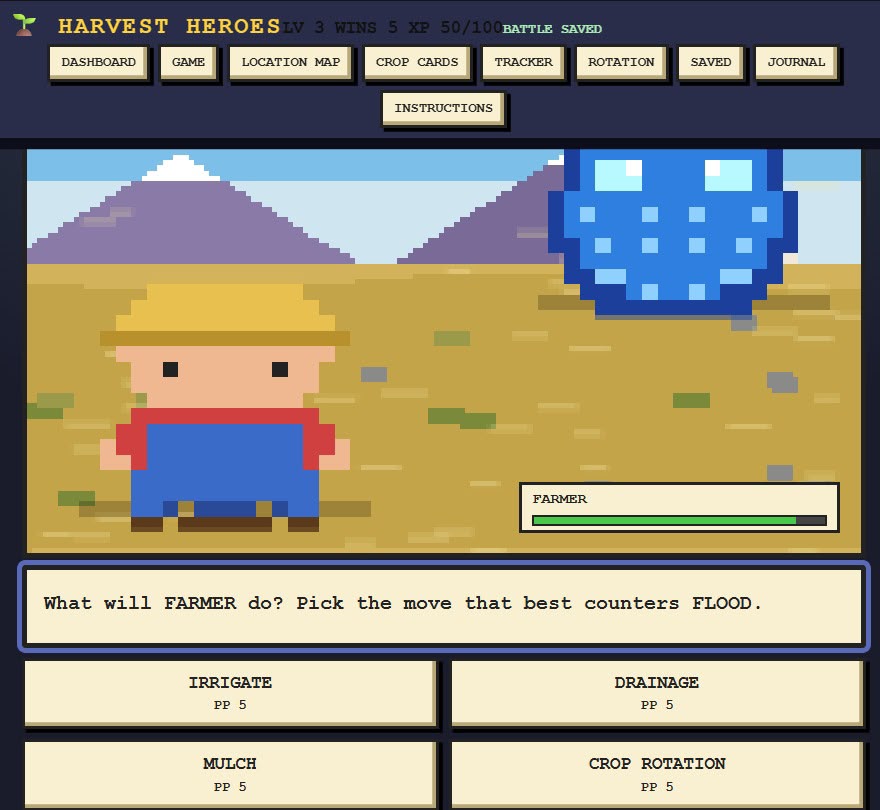 HARVEST HEROES LV 3 WINS 5 XP 50/100 BATTLE SAVED
DASHBOARD GAME LOCATION MAP CROP CARDS TRACKER ROTATION SAVED JOURNAL
INSTRUCTIONS
FARMER
What will FARMER do? Pick the move that best counters FLOOD.
IRRIGATE DRAINAGE
PP 5 PP 5
MULCH CROP ROTATION
PP 5 PP 5